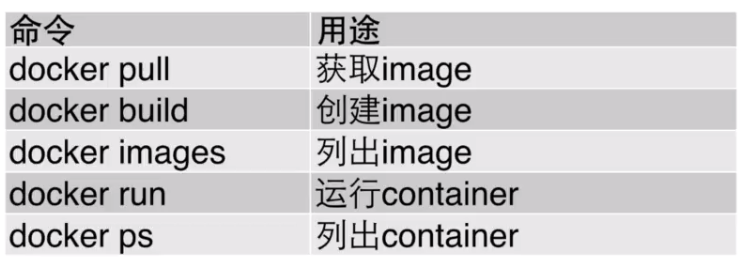 命令 用途
docker pull 获取image
docker build 创建image
docker images 列出image
docker run 运行container
docker ps 列出container